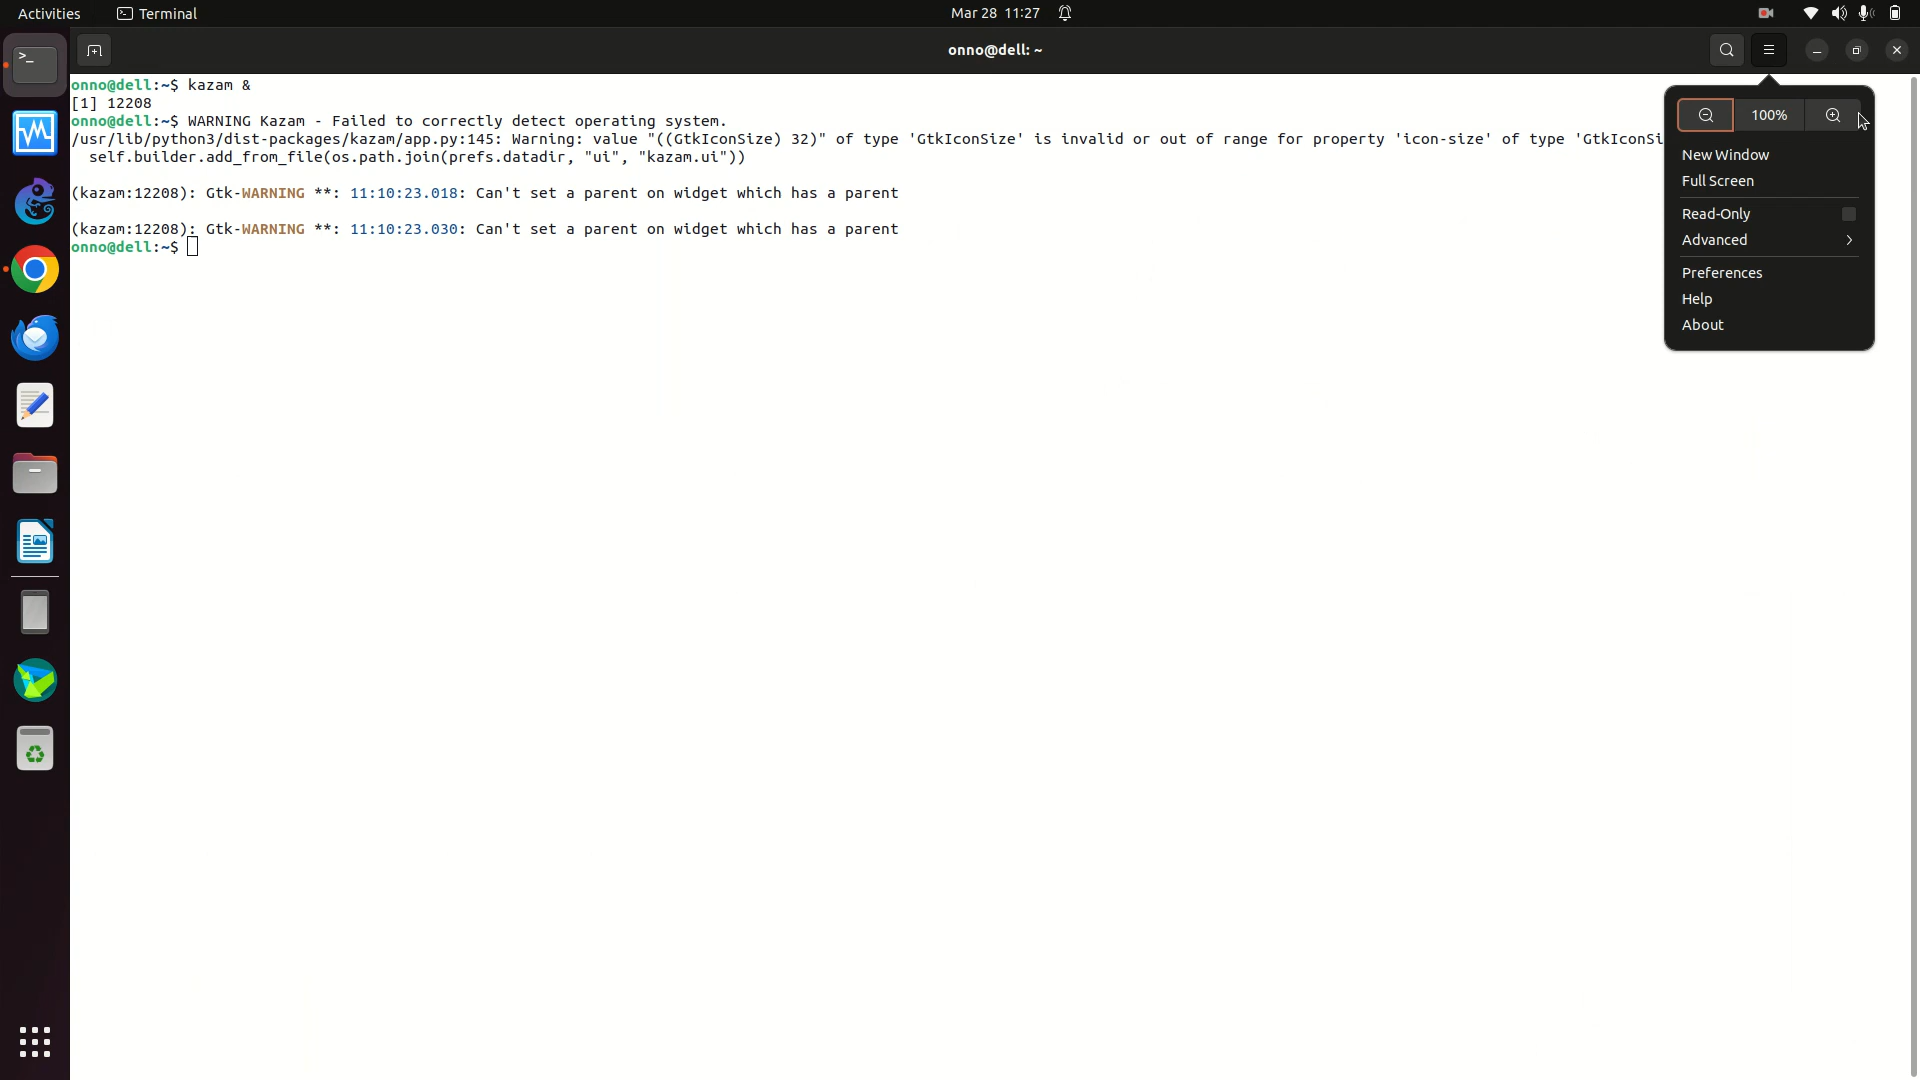 Activities
Terminal
Mar 28 11:27
onno@dell: ~
onno@dell:~$ kazam &
[1] 12208
onno@dell:~$ WARNING Kazam - Failed to correctly detect operating system.
/usr/lib/python3/dist-packages/kazam/app.py:145: Warning: value "((GtkIconSize) 32)" of type 'GtkIconSize' is invalid or out of range for property 'icon-size' of type 'GtkIconSi
self.builder.add_from_file(os.path.join(prefs.datadir, "ui", "kazam.ui"))
(kazam:12208): Gtk-WARNING **: 11:10:23.018: Can't set a parent on widget which has a parent
(kazam:12208): Gtk-WARNING **: 11:10:23.030: Can't set a parent on widget which has a parent
onno@dell:~$
100%
New Window
Full Screen
Read-Only
Advanced
Preferences
Help
About